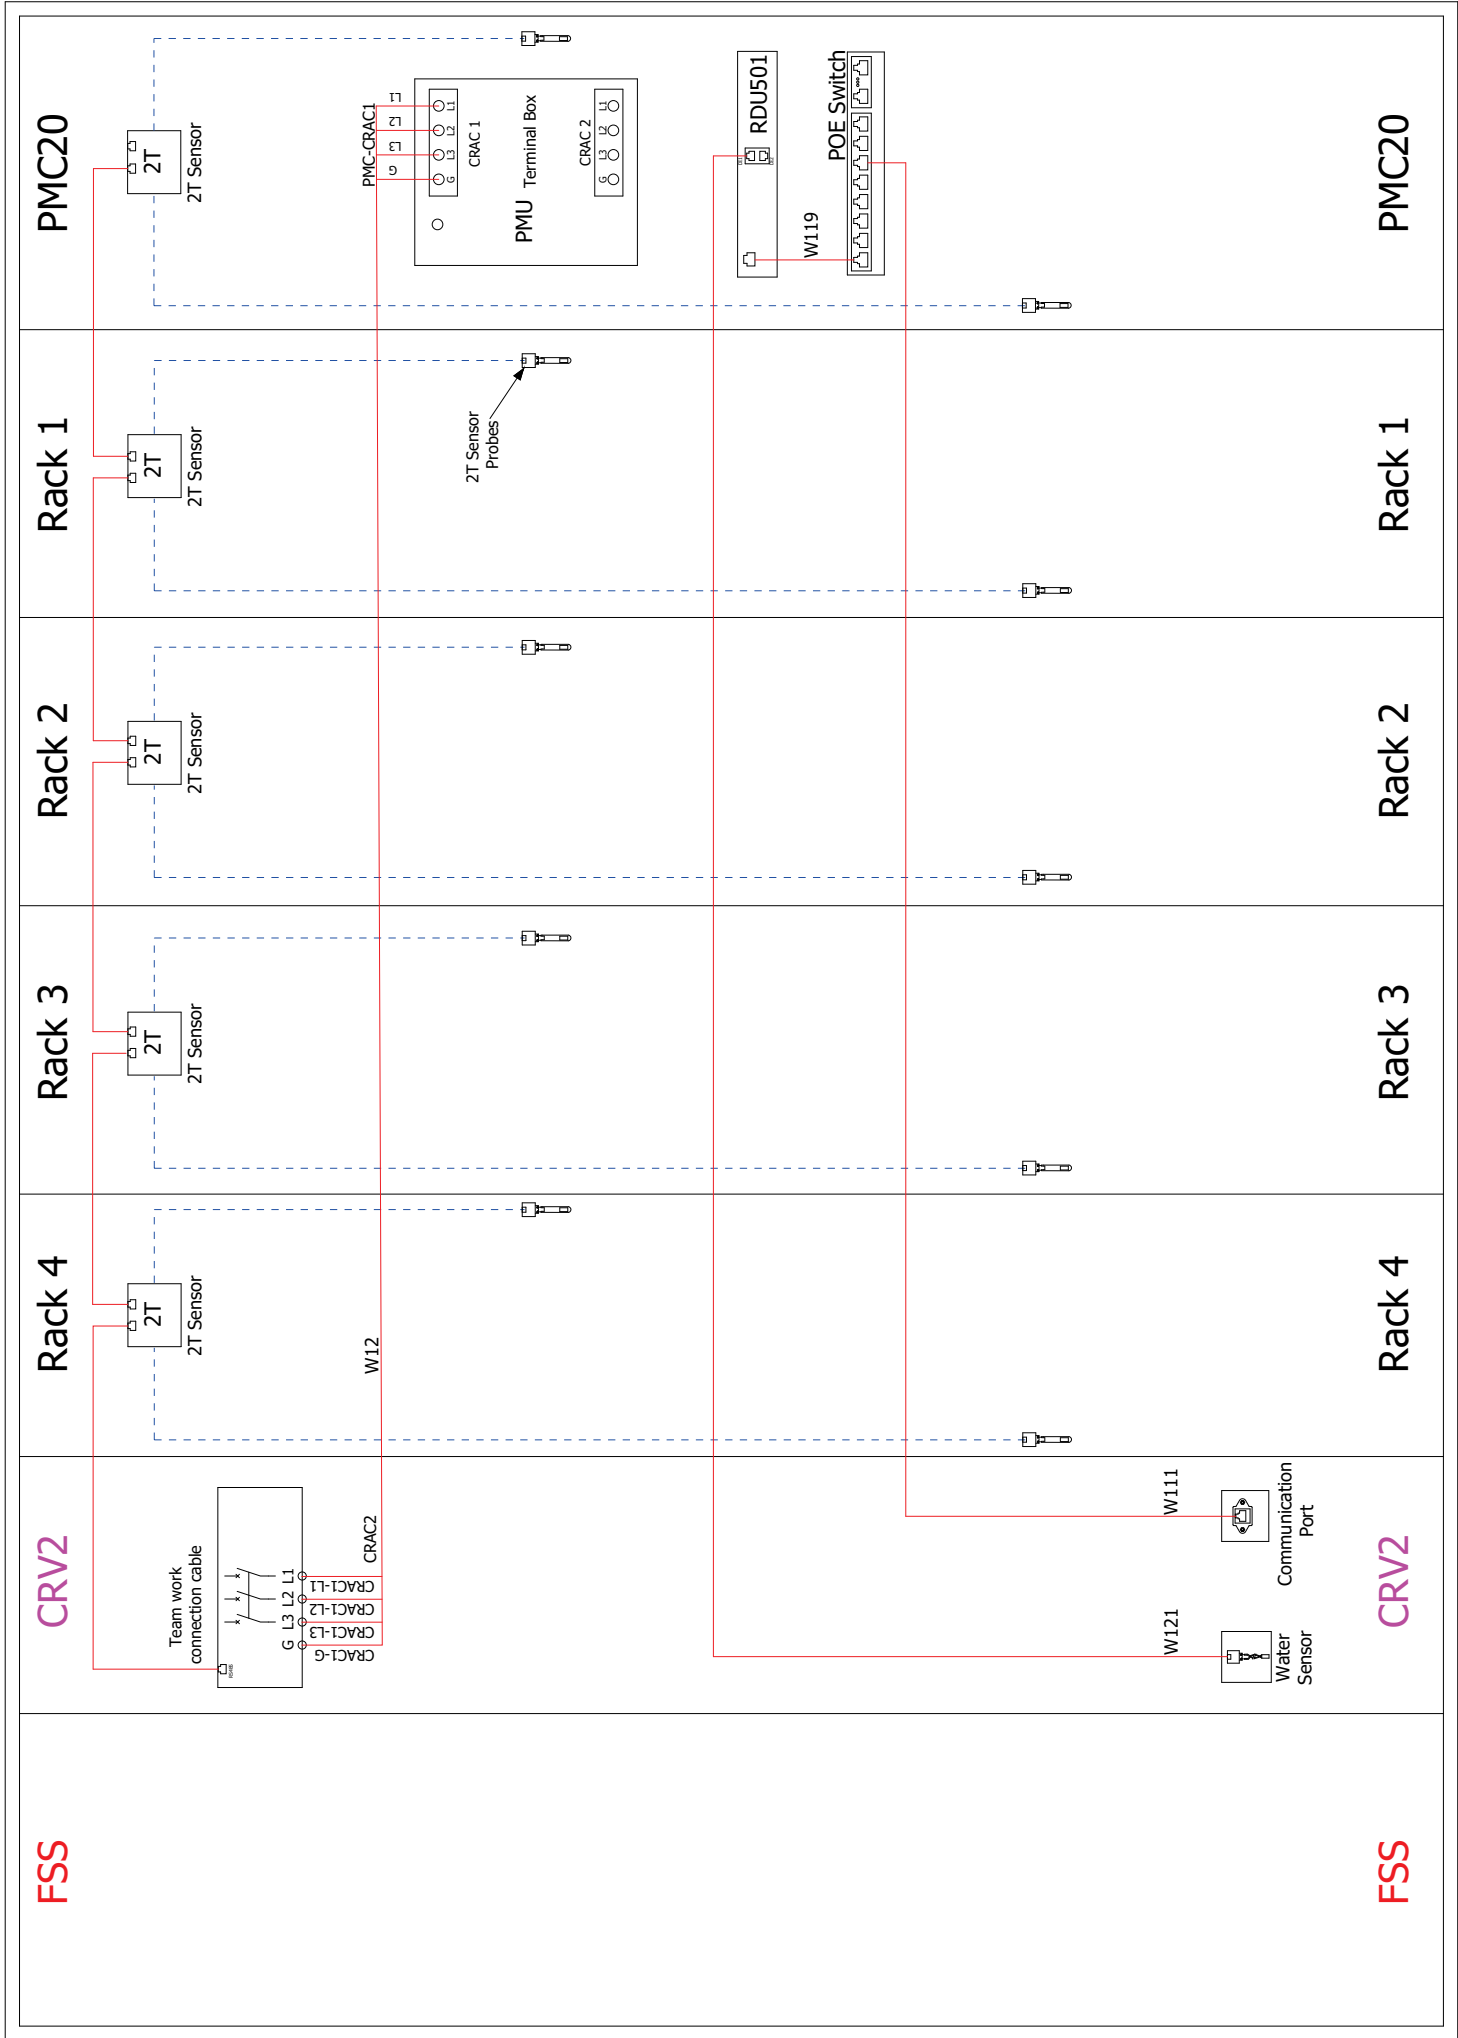 FSS
CRV2
Rack 4
Rack 3
Rack 2
Rack 1
PMC20
2T
2T
2T
2T
2T
2T Sensor
2T Sensor
2T Sensor
2T Sensor
2T Sensor
Team work
connection cable
RS485
G
L3
L2
L1
CRAC1-G
CRAC1-L3
CRAC1-L2
CRAC1-L1
CRAC2
W12
PMC-CRAC1
G
L3
L2
L1
G
L3
L2
L1
CRAC 1
2T Sensor
Probes
PMU Terminal Box
CRAC 2
G
L3
L2
L1
RDU501
W119
POE Switch
W121
W111
Water
Sensor
Communication
Port
FSS
CRV2
Rack 4
Rack 3
Rack 2
Rack 1
PMC20